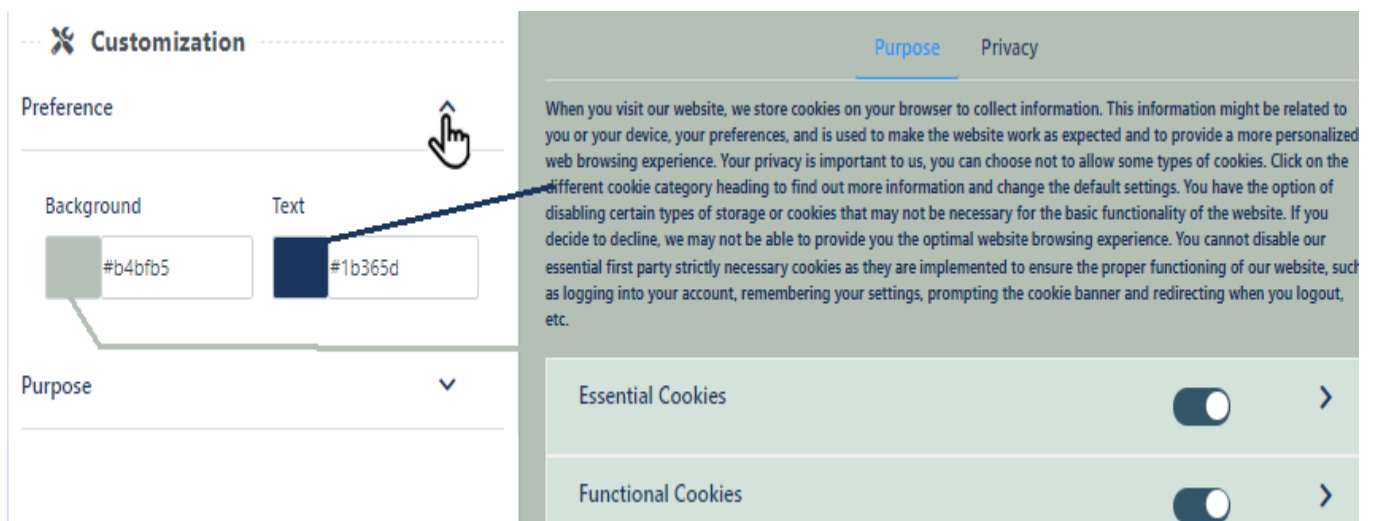 Customization
Preference
Background
Text
#b4bfb5
#1b365d
Purpose
Purpose
Privacy
When you visit our website, we store cookies on your browser to collect information. This information might be related to
you or your device, your preferences, and is used to make the website work as expected and to provide a more personalized
web browsing experience. Your privacy is important to us, you can choose not to allow some types of cookies. Click on the
different cookie category heading to find out more information and change the default settings. You have the option of
disabling certain types of storage or cookies that may not be necessary for the basic functionality of the website. If you
decide to decline, we may not be able to provide you the optimal website browsing experience. You cannot disable our
essential first party strictly necessary cookies as they are implemented to ensure the proper functioning of our website, such
as logging into your account, remembering your settings, prompting the cookie banner and redirecting when you logout,
etc.
Essential Cookies
Functional Cookies